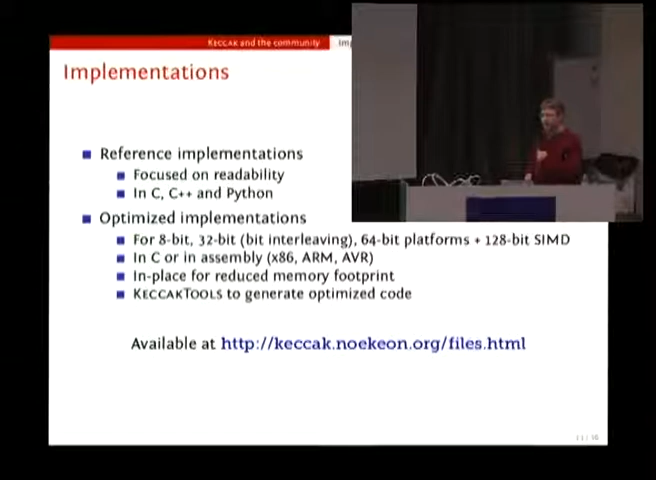 KECCAK and the community
Implementations
Reference implementations
Focused on readability
In C, C++ and Python
Optimized implementations
For 8-bit, 32-bit (bit interleaving), 64-bit platforms + 128-bit SIMD
In C or in assembly (x86, ARM, AVR)
In-place for reduced memory footprint
KECCAKTOOLS to generate optimized code
Available at http://keccak.noekeon.org/files.html